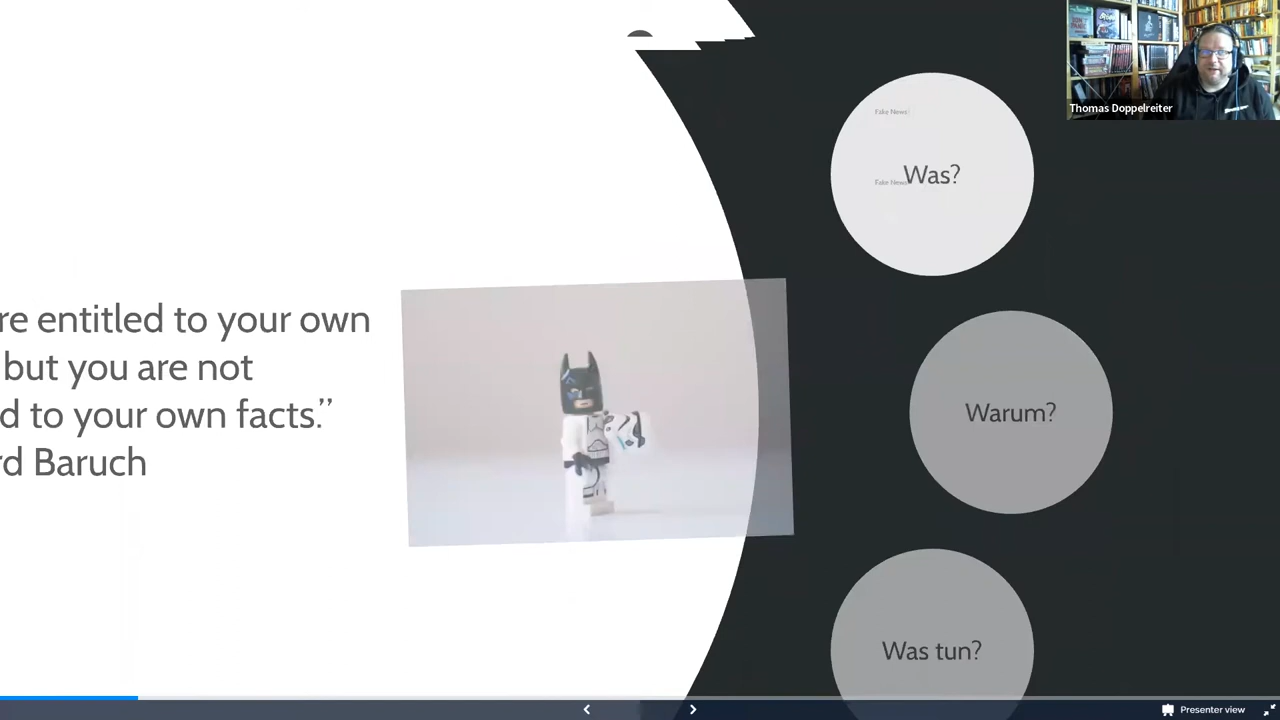 Thomas Doppelreiter
Fake News
Was?
Fake News
re entitled to your own
but you are not
d to your own facts.”
rd Baruch
Warum?
Was tun?
Presenter view